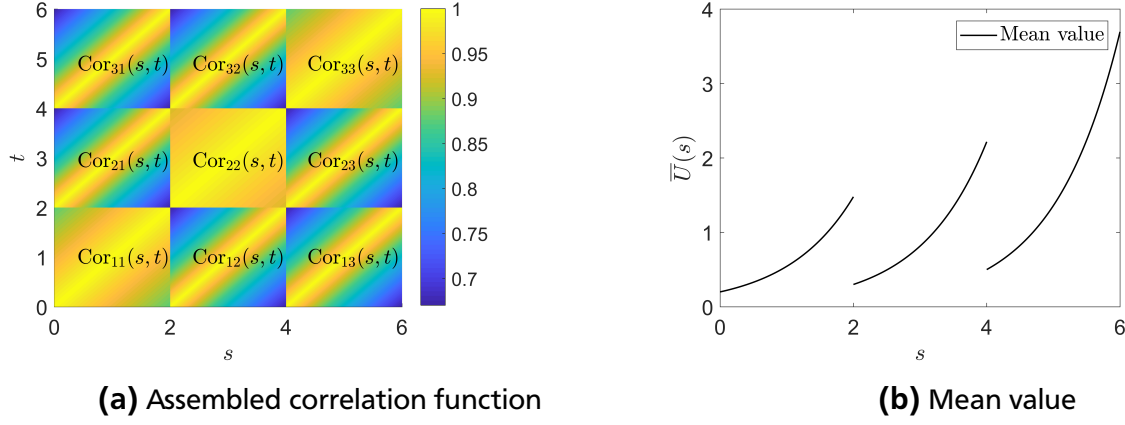 6
5
4
3
2
1
0
t
Cor₃₁(s, t) Cor₃₂(s, t) Cor₃₃(s, t)
Cor₂₁(s, t) Cor₂₂(s, t) Cor₂₃(s, t)
Cor₁₁(s, t) Cor₁₂(s, t) Cor₁₃(s, t)
0 2 4 6
s
1
0.95
0.9
0.85
0.8
0.75
0.7
(a) Assembled correlation function
4
3
2
1
0
U̅(s)
Mean value
0 2 4 6
s
(b) Mean value